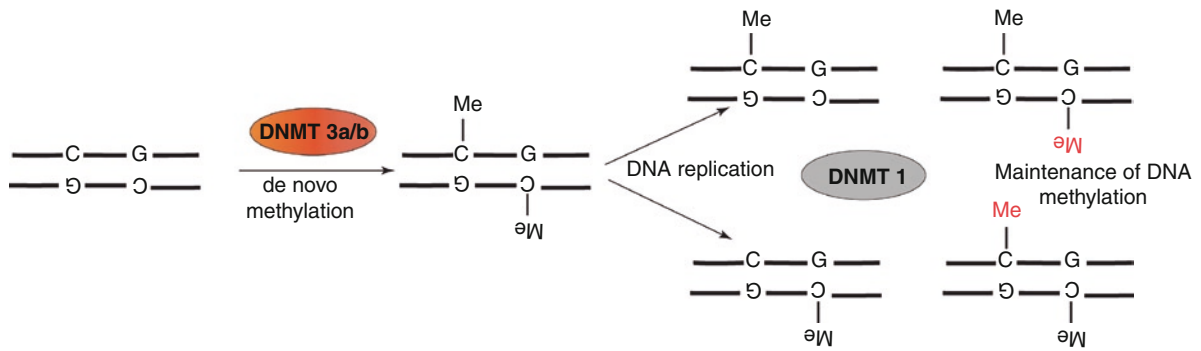 C G
G C
DNMT 3a/b
de novo
methylation
Me
C G
G C
Me
DNA replication
Me
C G
G C
C G
G C
Me
DNMT 1
Me
C G
G C
Me
Maintenance of DNA
methylation
Me
C G
G C
Me